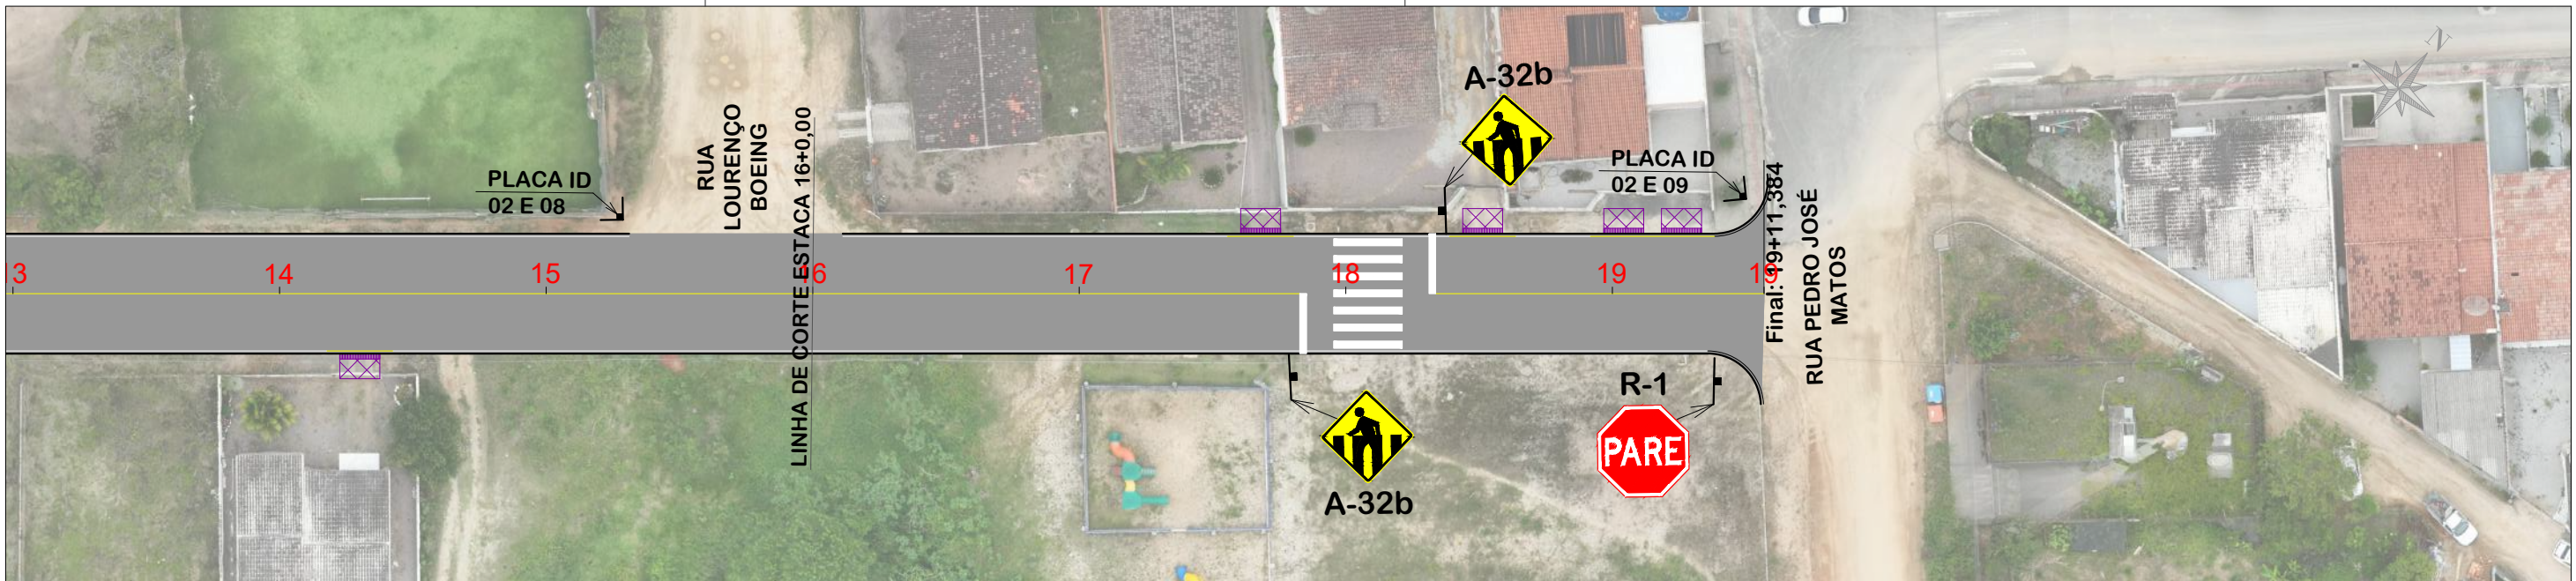 N
A-32b
PLACA ID
02 E 08
RUA
LOURENÇO
BOEING
LINHA DE CORTE ESTACA 16+0,00
PLACA ID
02 E 09
Final: 19+11,384
RUA PEDRO JOSÉ
MATOS
13
14
15
16
17
18
19
19
R-1
PARE
A-32b